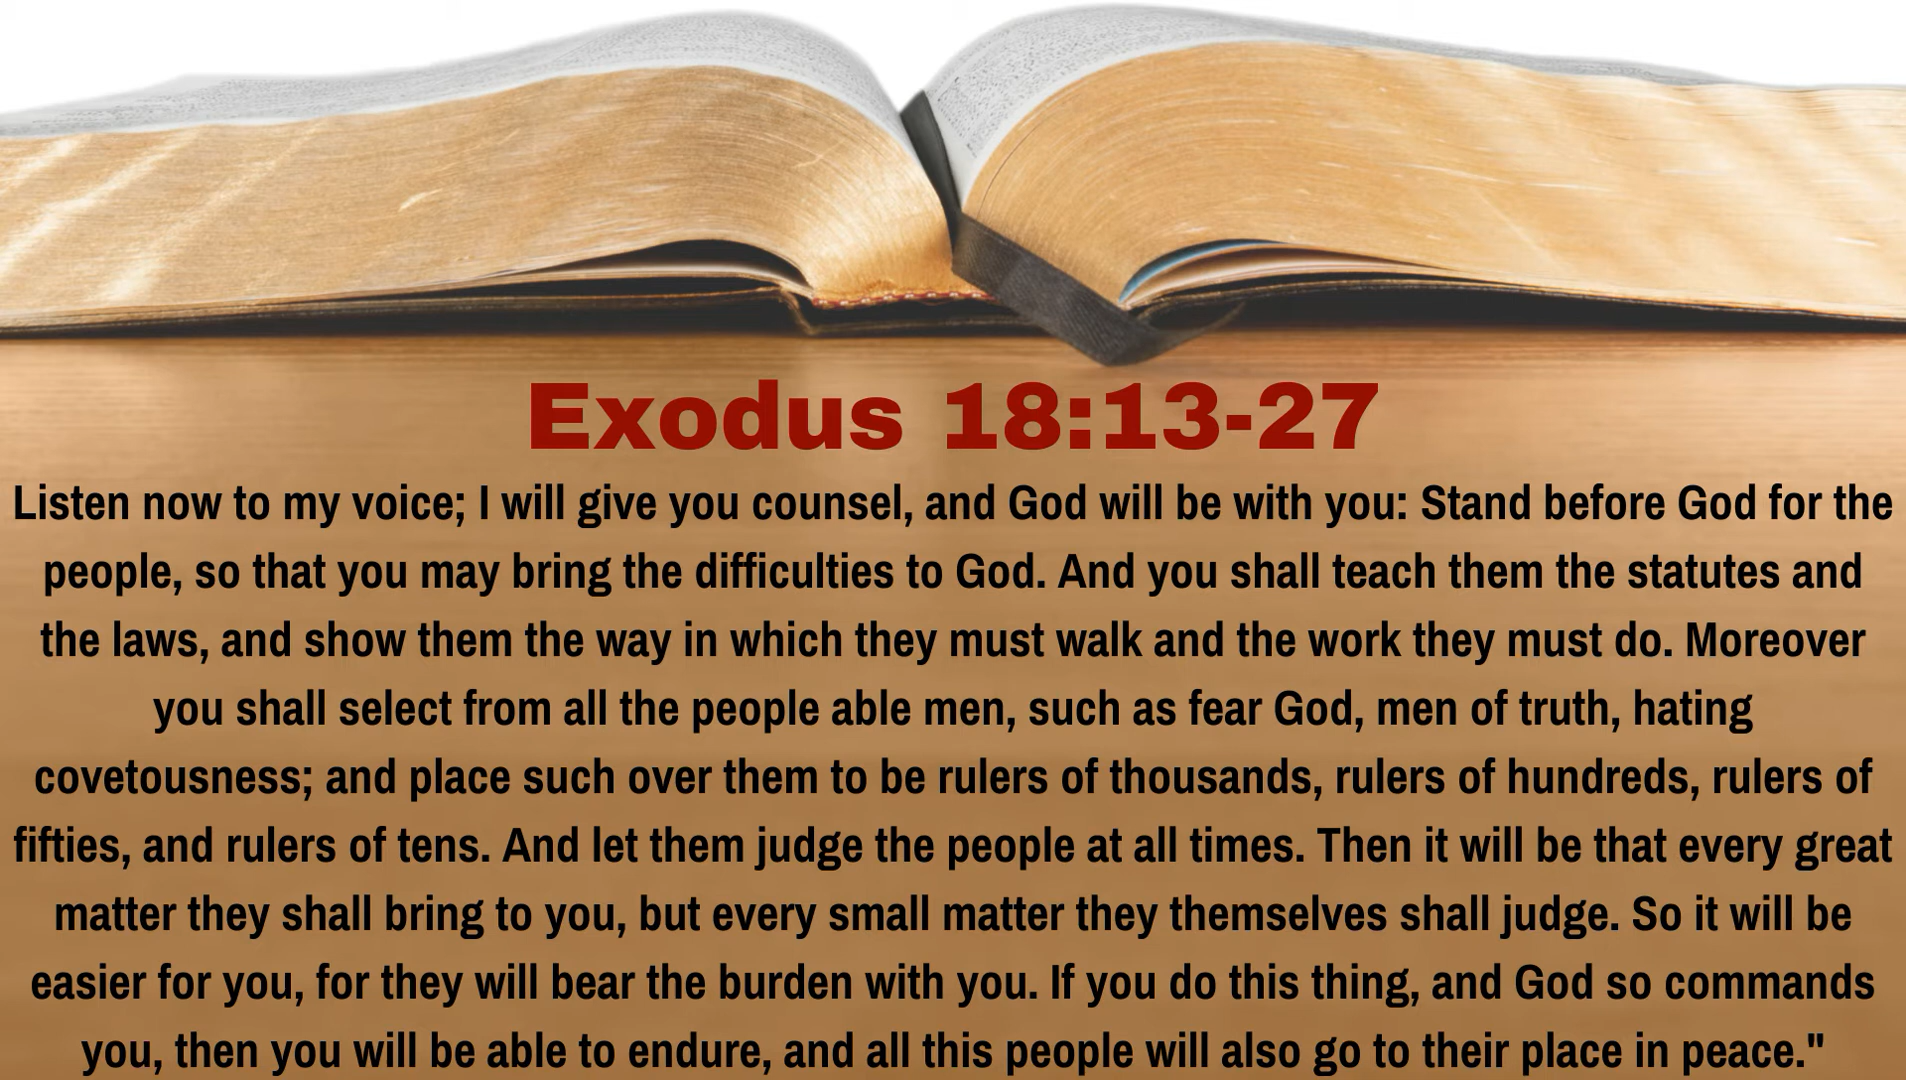 Exodus 18:13-27
Listen now to my voice; I will give you counsel, and God will be with you: Stand before God for the
people, so that you may bring the difficulties to God. And you shall teach them the statutes and
the laws, and show them the way in which they must walk and the work they must do. Moreover
you shall select from all the people able men, such as fear God, men of truth, hating
covetousness; and place such over them to be rulers of thousands, rulers of hundreds, rulers of
fifties, and rulers of tens. And let them judge the people at all times. Then it will be that every great
matter they shall bring to you, but every small matter they themselves shall judge. So it will be
easier for you, for they will bear the burden with you. If you do this thing, and God so commands
you, then you will be able to endure, and all this people will also go to their place in peace."